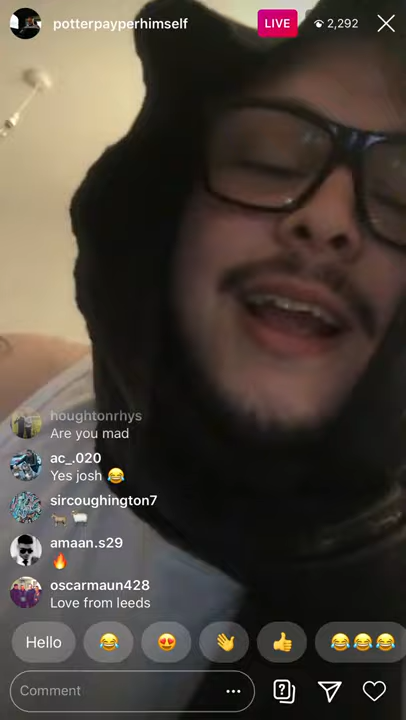 potterpayperhimself
LIVE
2,292
houghtonrhys
Are you mad
ac_.020
Yes josh 😂
sircoughington7
🐂 🐑
amaan.s29
🔥
oscarmaun428
Love from leeds
Hello
😂
😍
👋
👍
😂😂😂
Comment